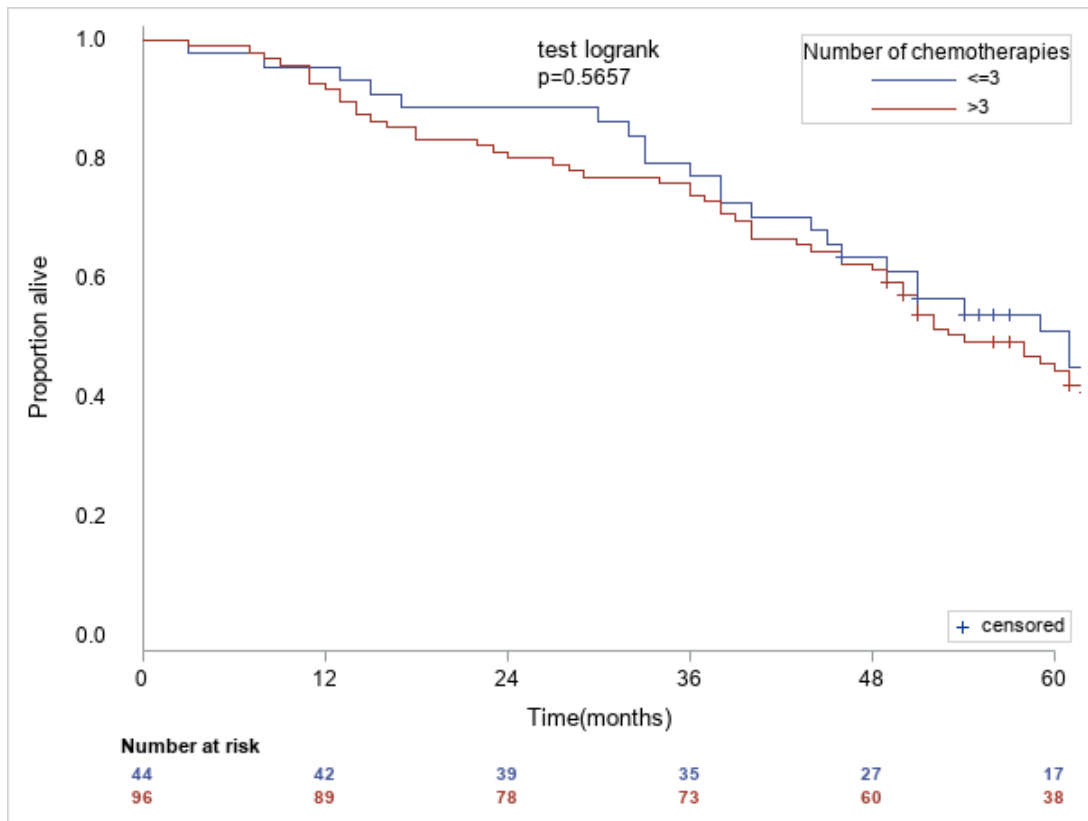 1.0
0.8
0.6
0.4
0.2
0.0
Proportion alive
test logrank
p=0.5657
Number of chemotherapies
<=3
>3
+ censored
0 12 24 36 48 60
Time(months)
Number at risk
44 42 39 35 27 17
96 89 78 73 60 38